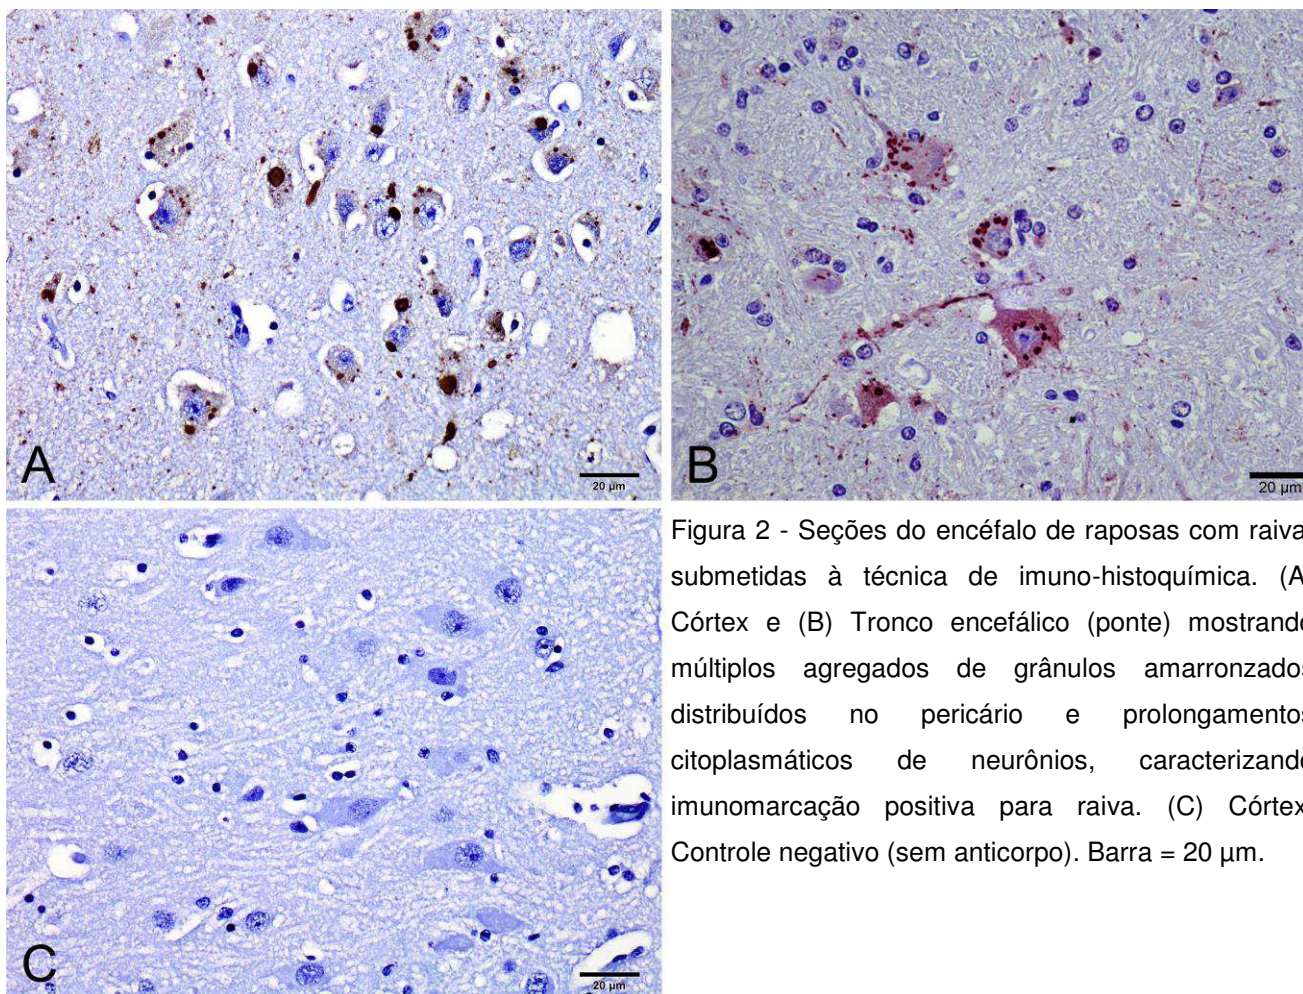 A
20 µm
B
20 µm
C
20 µm
Figura 2 - Seções do encéfalo de raposas com raiva
submetidas à técnica de imuno-histoquímica. (A
Córtex e (B) Tronco encefálico (ponte) mostrando
múltiplos agregados de grânulos amarronzados
distribuídos no pericário e prolongamentos
citoplasmáticos de neurônios, caracterizando
imunomarcação positiva para raiva. (C) Córtex
Controle negativo (sem anticorpo). Barra = 20 µm.